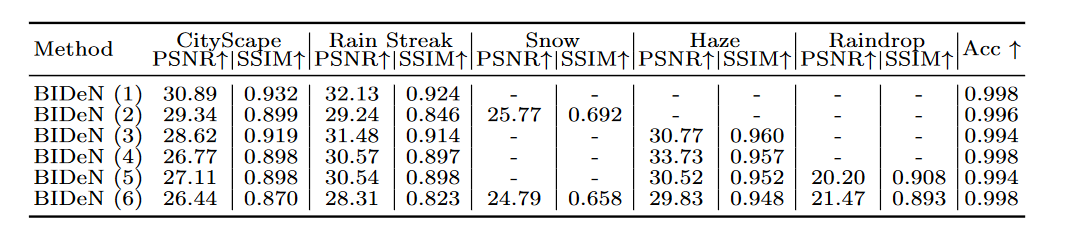 Method CityScape Rain Streak Snow Haze Raindrop Acc ↑
PSNR↑|SSIM↑ PSNR↑|SSIM↑ PSNR↑|SSIM↑ PSNR↑|SSIM↑ PSNR↑|SSIM↑
BIDeN (1) 30.89 0.932 32.13 0.924 - - - - - - 0.998
BIDeN (2) 29.34 0.899 29.24 0.846 25.77 0.692 - - - - 0.996
BIDeN (3) 28.62 0.919 31.48 0.914 - - 30.77 0.960 - - 0.994
BIDeN (4) 26.77 0.898 30.57 0.897 - - 33.73 0.957 - - 0.998
BIDeN (5) 27.11 0.898 30.54 0.898 - - 30.52 0.952 20.20 0.908 0.994
BIDeN (6) 26.44 0.870 28.31 0.823 24.79 0.658 29.83 0.948 21.47 0.893 0.998